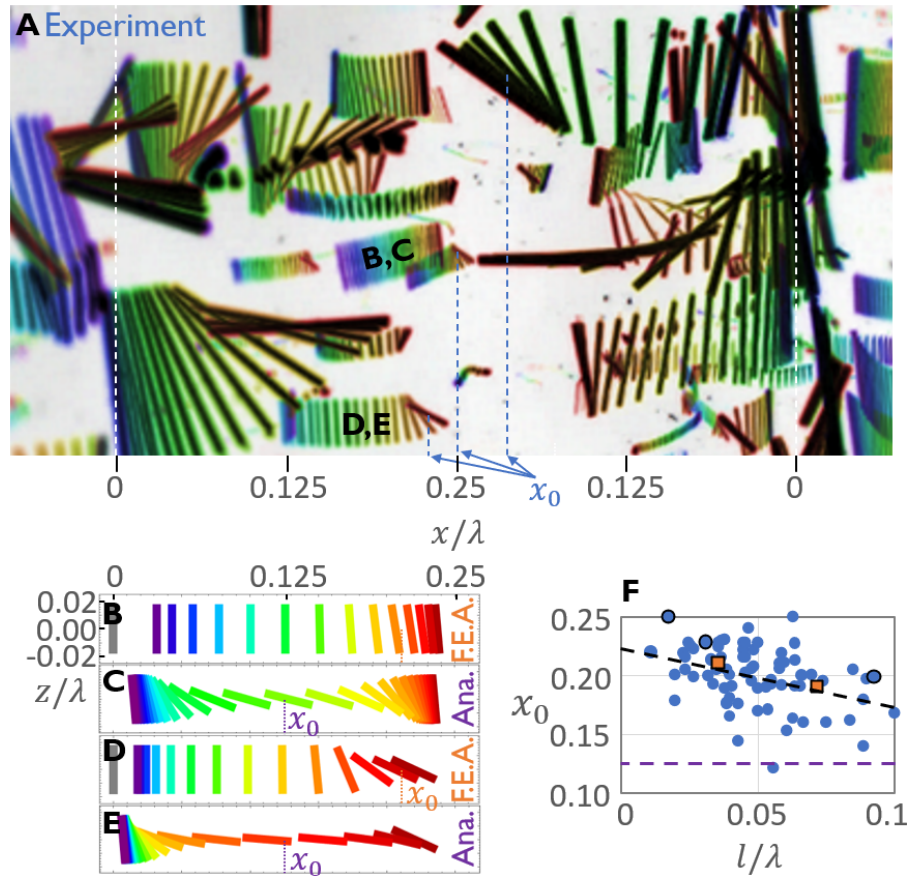 A Experiment
B,C
D,E
x₀
0 0.125 0.25 0.125 0
x/λ
0 0.125 0.25
0.02
0.00
-0.02
z/λ
B F.E.A.
C x₀ Ana.
D x₀ F.E.A.
E x₀ Ana.
F
0.25
0.20
0.15
0.10
x₀
0 0.05 0.1
l/λ